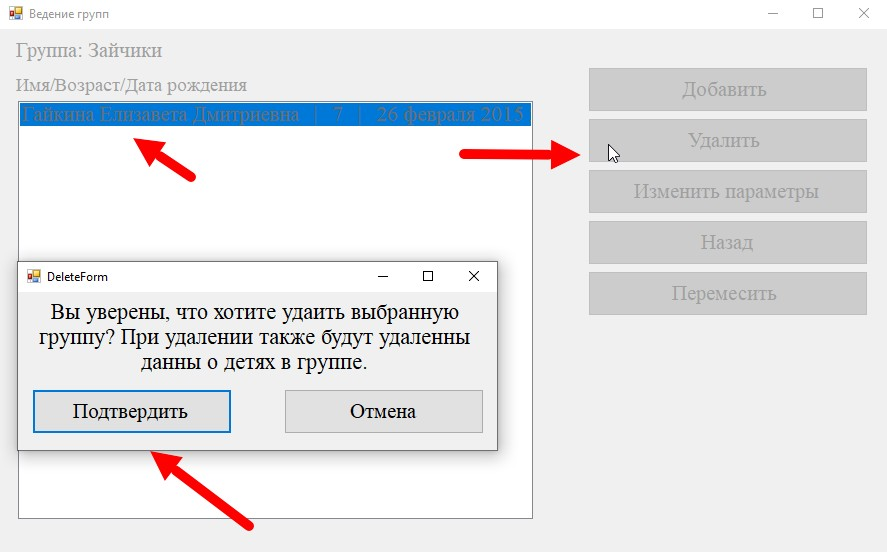 Ведение групп
Группа: Зайчики
Имя/Возраст/Дата рождения
Гайкина Елизавета Дмитриевна | 7 | 26 февраля 2015
Добавить
Удалить
Изменить параметры
Назад
Перемесить
DeleteForm
Вы уверены, что хотите удаить выбранную
группу? При удалении также будут удаленны
данны о детях в группе.
Подтвердить
Отмена